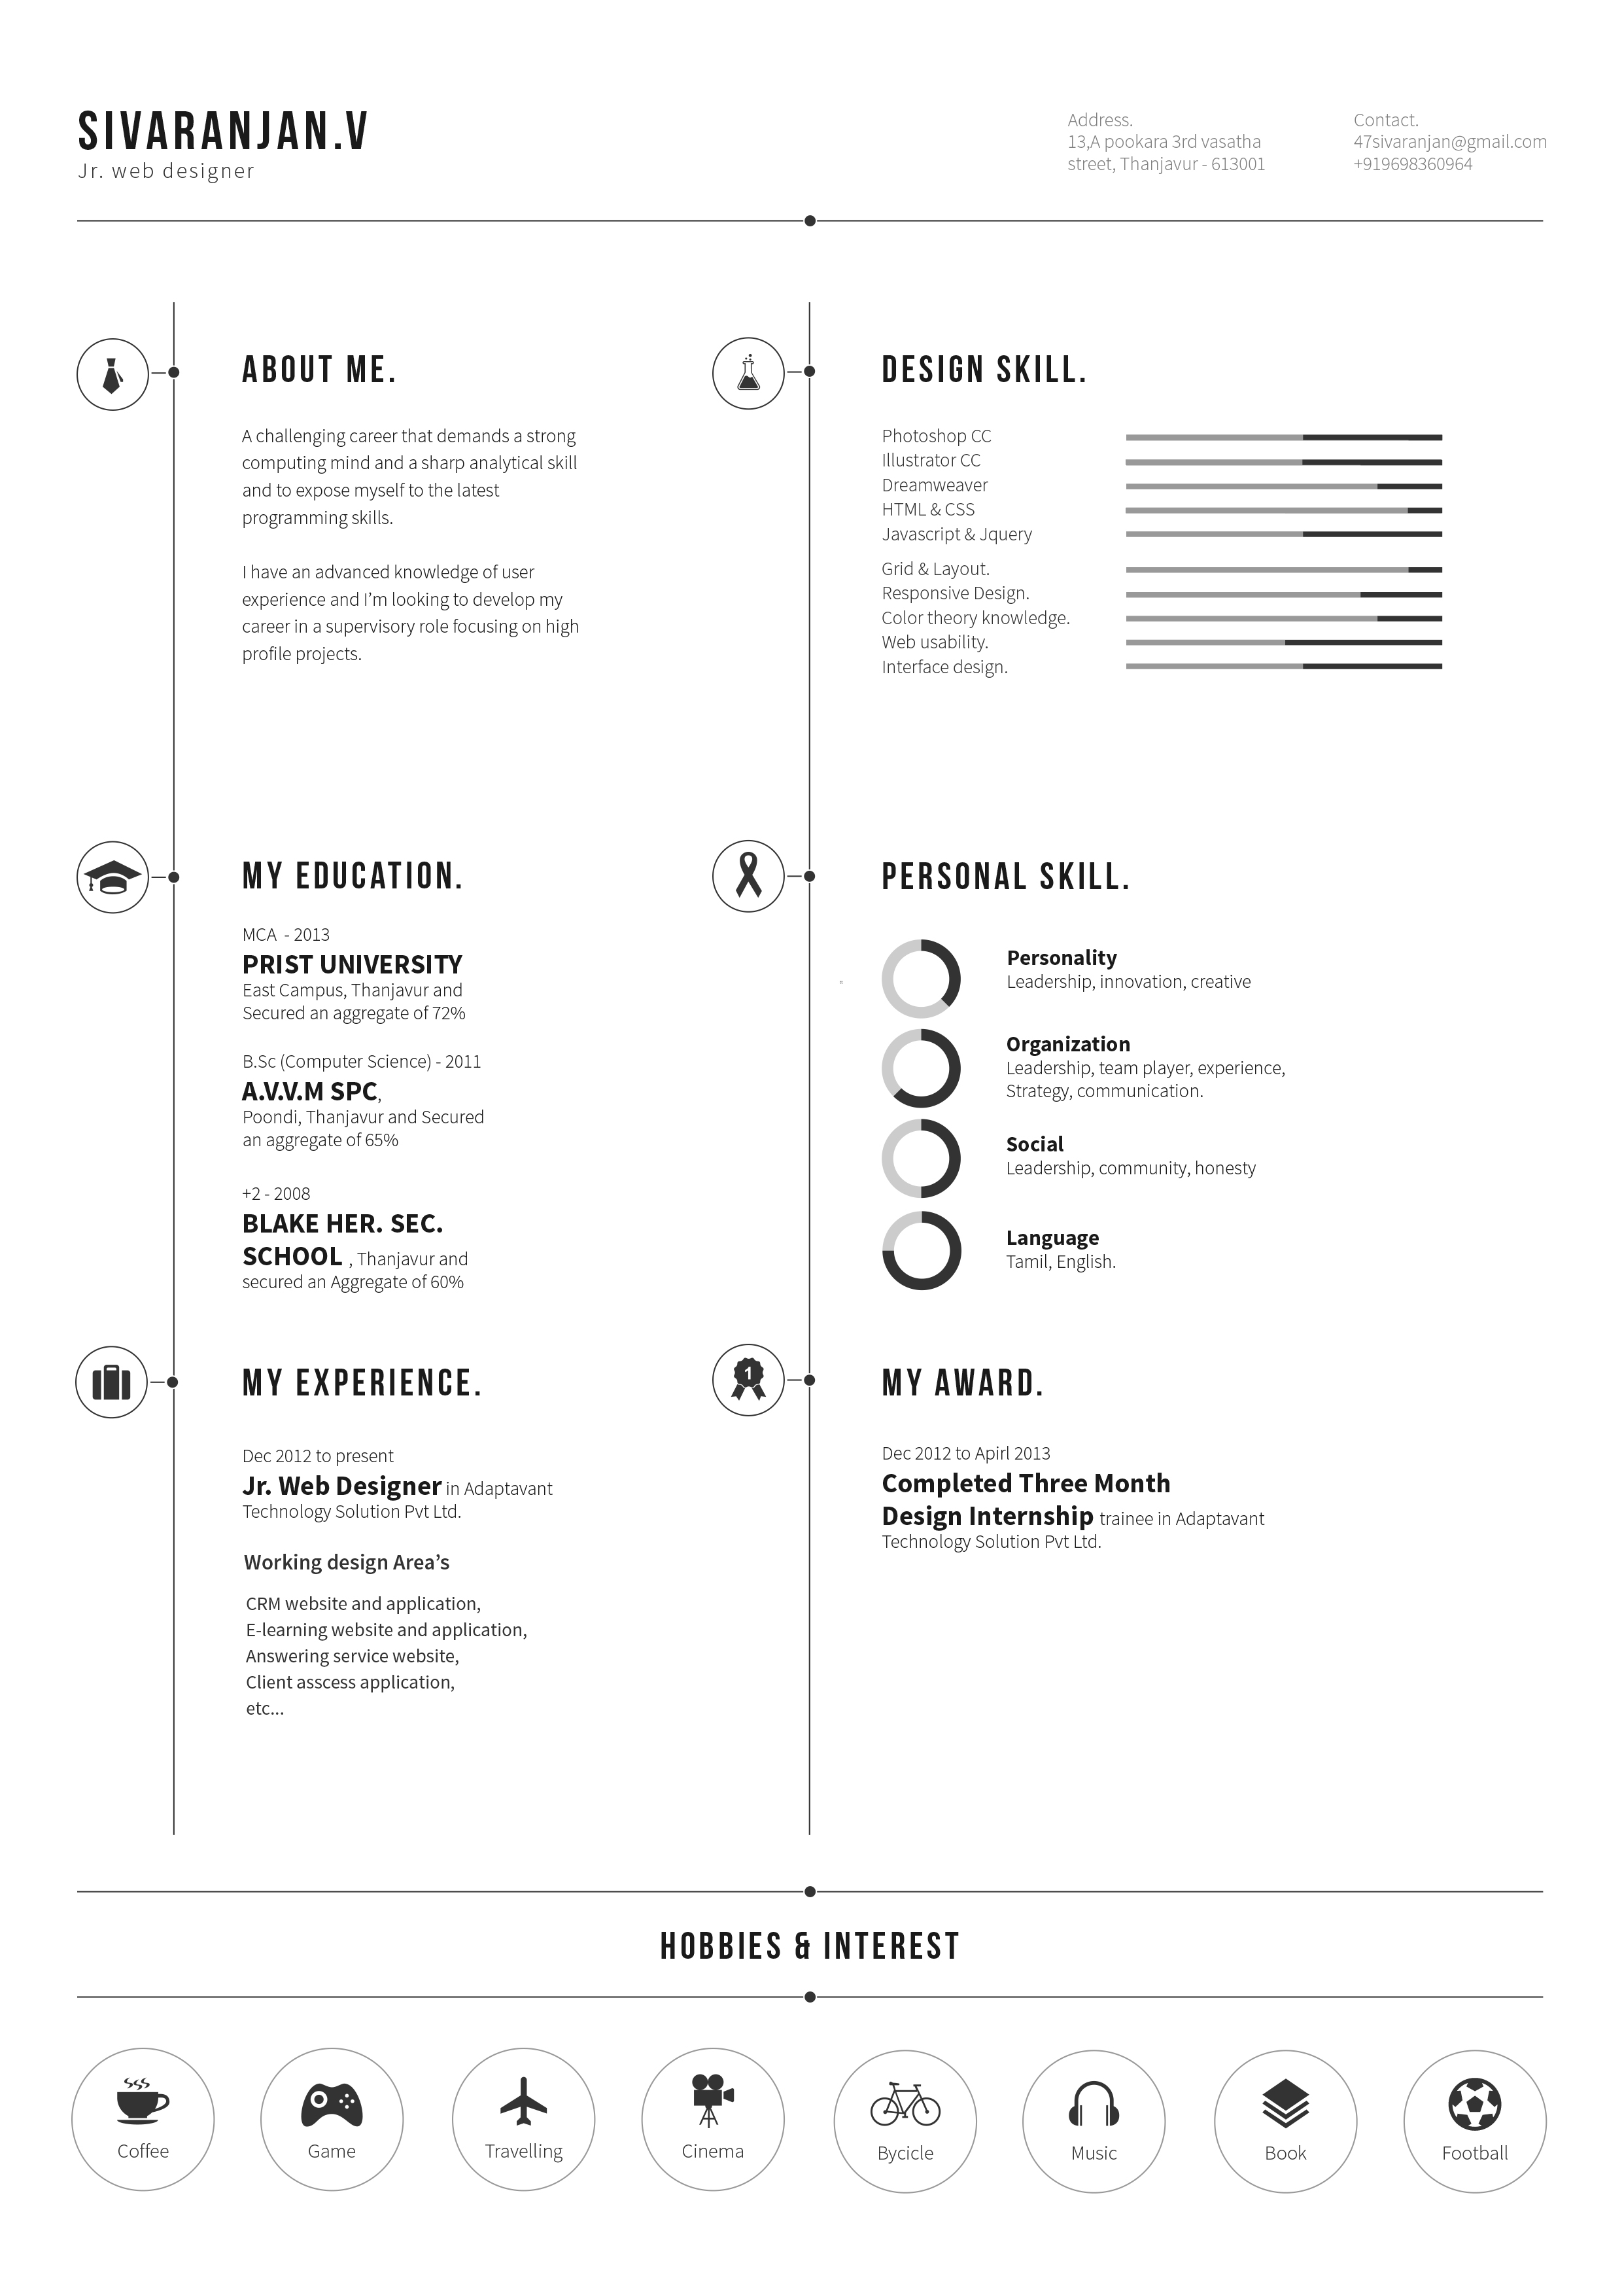 SIVARANJAN.V
Jr. web designer
Address.
13,A pookara 3rd vasatha
street, Thanjavur - 613001
Contact.
47sivaranjan@gmail.com
+919698360964
ABOUT ME.
A challenging career that demands a strong
computing mind and a sharp analytical skill
and to expose myself to the latest
programming skills.
I have an advanced knowledge of user
experience and I’m looking to develop my
career in a supervisory role focusing on high
profile projects.
DESIGN SKILL.
Photoshop CC
Illustrator CC
Dreamweaver
HTML & CSS
Javascript & Jquery
Grid & Layout.
Responsive Design.
Color theory knowledge.
Web usability.
Interface design.
MY EDUCATION.
MCA - 2013
PRIST UNIVERSITY
East Campus, Thanjavur and
Secured an aggregate of 72%
B.Sc (Computer Science) - 2011
A.V.V.M SPC,
Poondi, Thanjavur and Secured
an aggregate of 65%
+2 - 2008
BLAKE HER. SEC.
SCHOOL , Thanjavur and
secured an Aggregate of 60%
PERSONAL SKILL.
Personality
Leadership, innovation, creative
Organization
Leadership, team player, experience,
Strategy, communication.
Social
Leadership, community, honesty
Language
Tamil, English.
MY EXPERIENCE.
Dec 2012 to present
Jr. Web Designer in Adaptavant
Technology Solution Pvt Ltd.
Working design Area’s
CRM website and application,
E-learning website and application,
Answering service website,
Client asscess application,
etc...
1
MY AWARD.
Dec 2012 to Apirl 2013
Completed Three Month
Design Internship trainee in Adaptavant
Technology Solution Pvt Ltd.
HOBBIES & INTEREST
Coffee
Game
Travelling
Cinema
Bycicle
Music
Book
Football